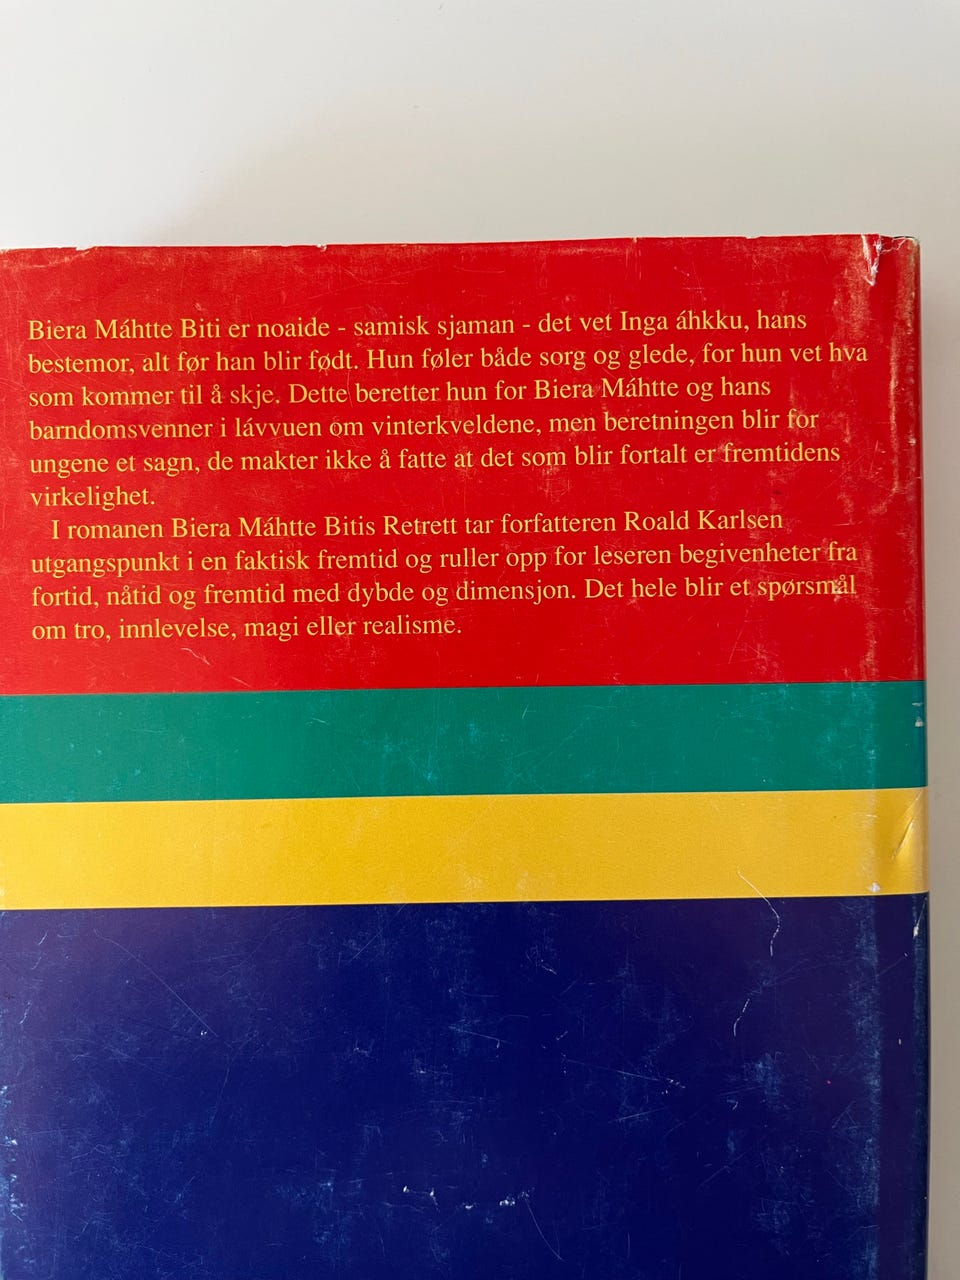 Biera Máhtte Biti er noaide - samisk sjaman - det vet Inga áhkku, hans
bestemor, alt før han blir født. Hun føler både sorg og glede, for hun vet hva
som kommer til å skje. Dette beretter hun for Biera Máhtte og hans
barndomsvenner i lávvuen om vinterkveldene, men beretningen blir for
ungene et sagn, de makter ikke å fatte at det som blir fortalt er fremtidens
virkelighet.
I romanen Biera Máhtte Bitis Retrett tar forfatteren Roald Karlsen
utgangspunkt i en faktisk fremtid og ruller opp for leseren begivenheter fra
fortid, nåtid og fremtid med dybde og dimensjon. Det hele blir et spørsmål
om tro, innlevelse, magi eller realisme.